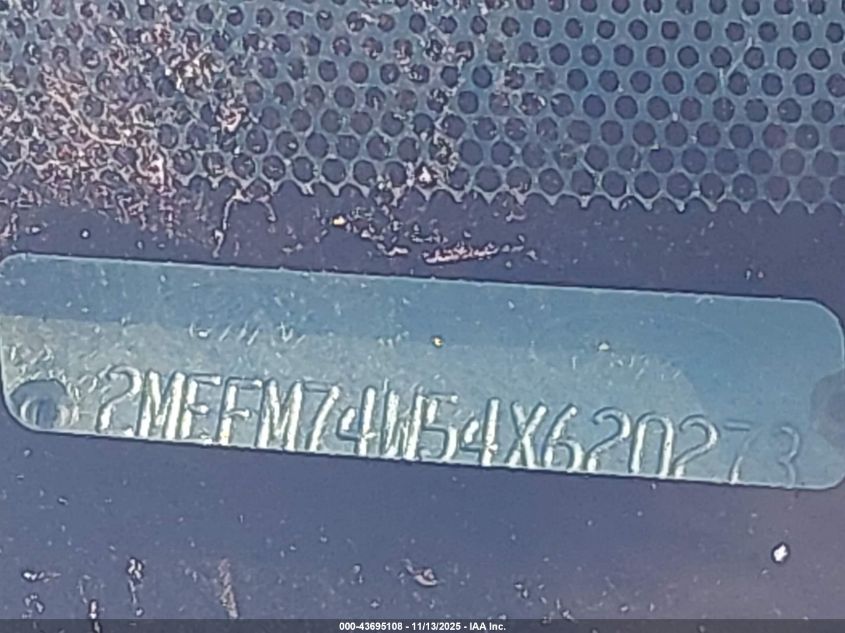 2MEFM74W54X620273
000-43695108 - 11/13/2025 - IAA Inc.